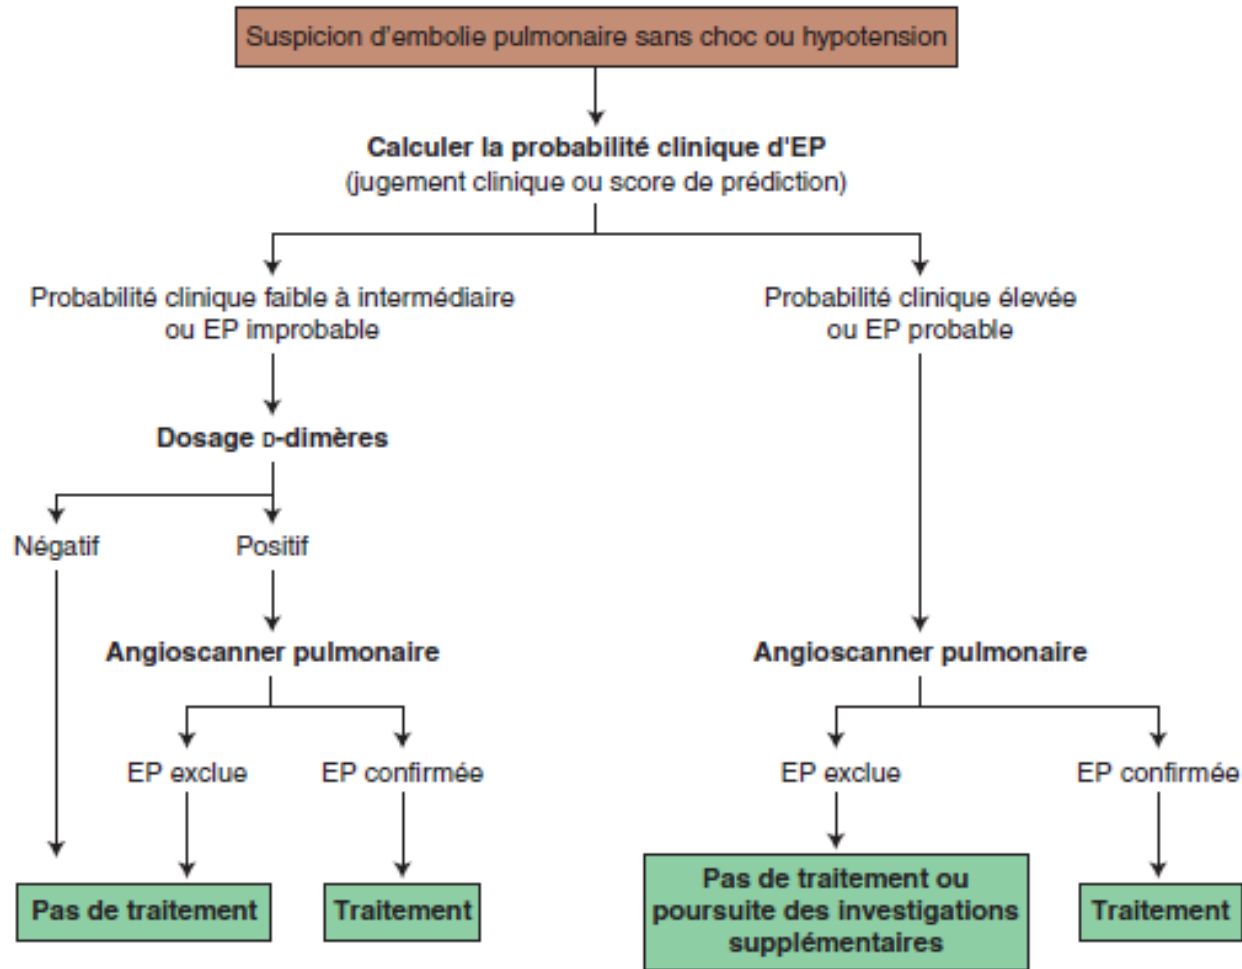 Suspicion d'embolie pulmonaire sans choc ou hypotension
Calculer la probabilité clinique d'EP
(jugement clinique ou score de prédiction)
Probabilité clinique faible à intermédiaire
ou EP improbable
Probabilité clinique élevée
ou EP probable
Dosage D-dimères
Négatif
Positif
Angioscanner pulmonaire
Angioscanner pulmonaire
EP exclue
EP confirmée
EP exclue
EP confirmée
Pas de traitement
Traitement
Pas de traitement ou
poursuite des investigations
supplémentaires
Traitement